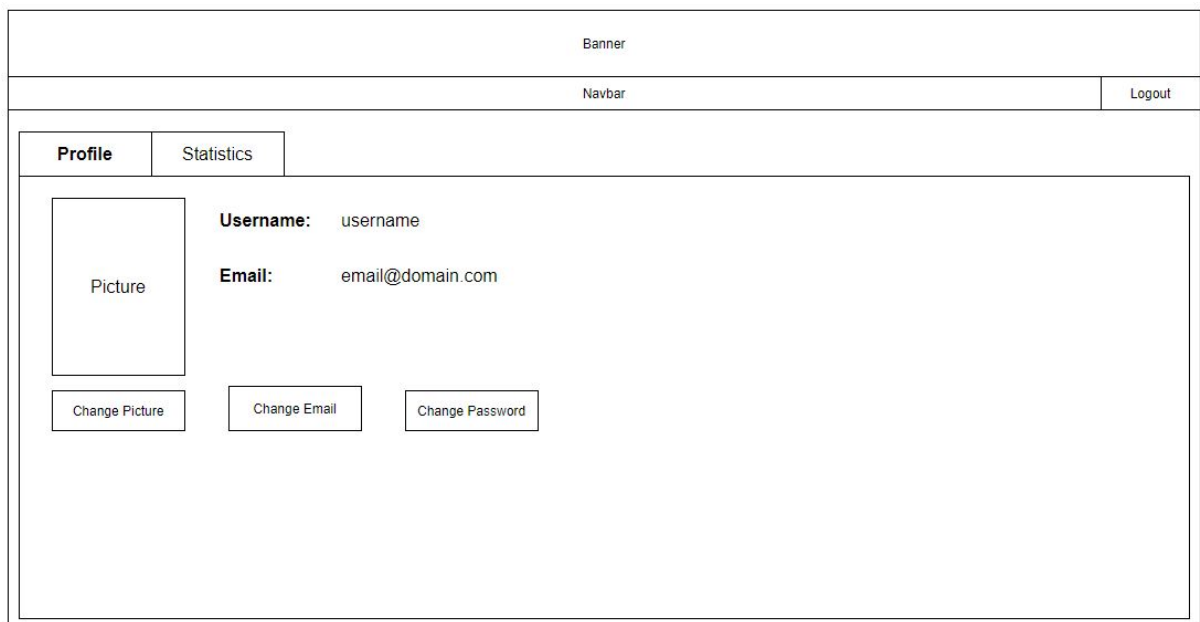 Banner
Navbar
Logout
Profile
Statistics
Picture
Username: username
Email: email@domain.com
Change Picture
Change Email
Change Password